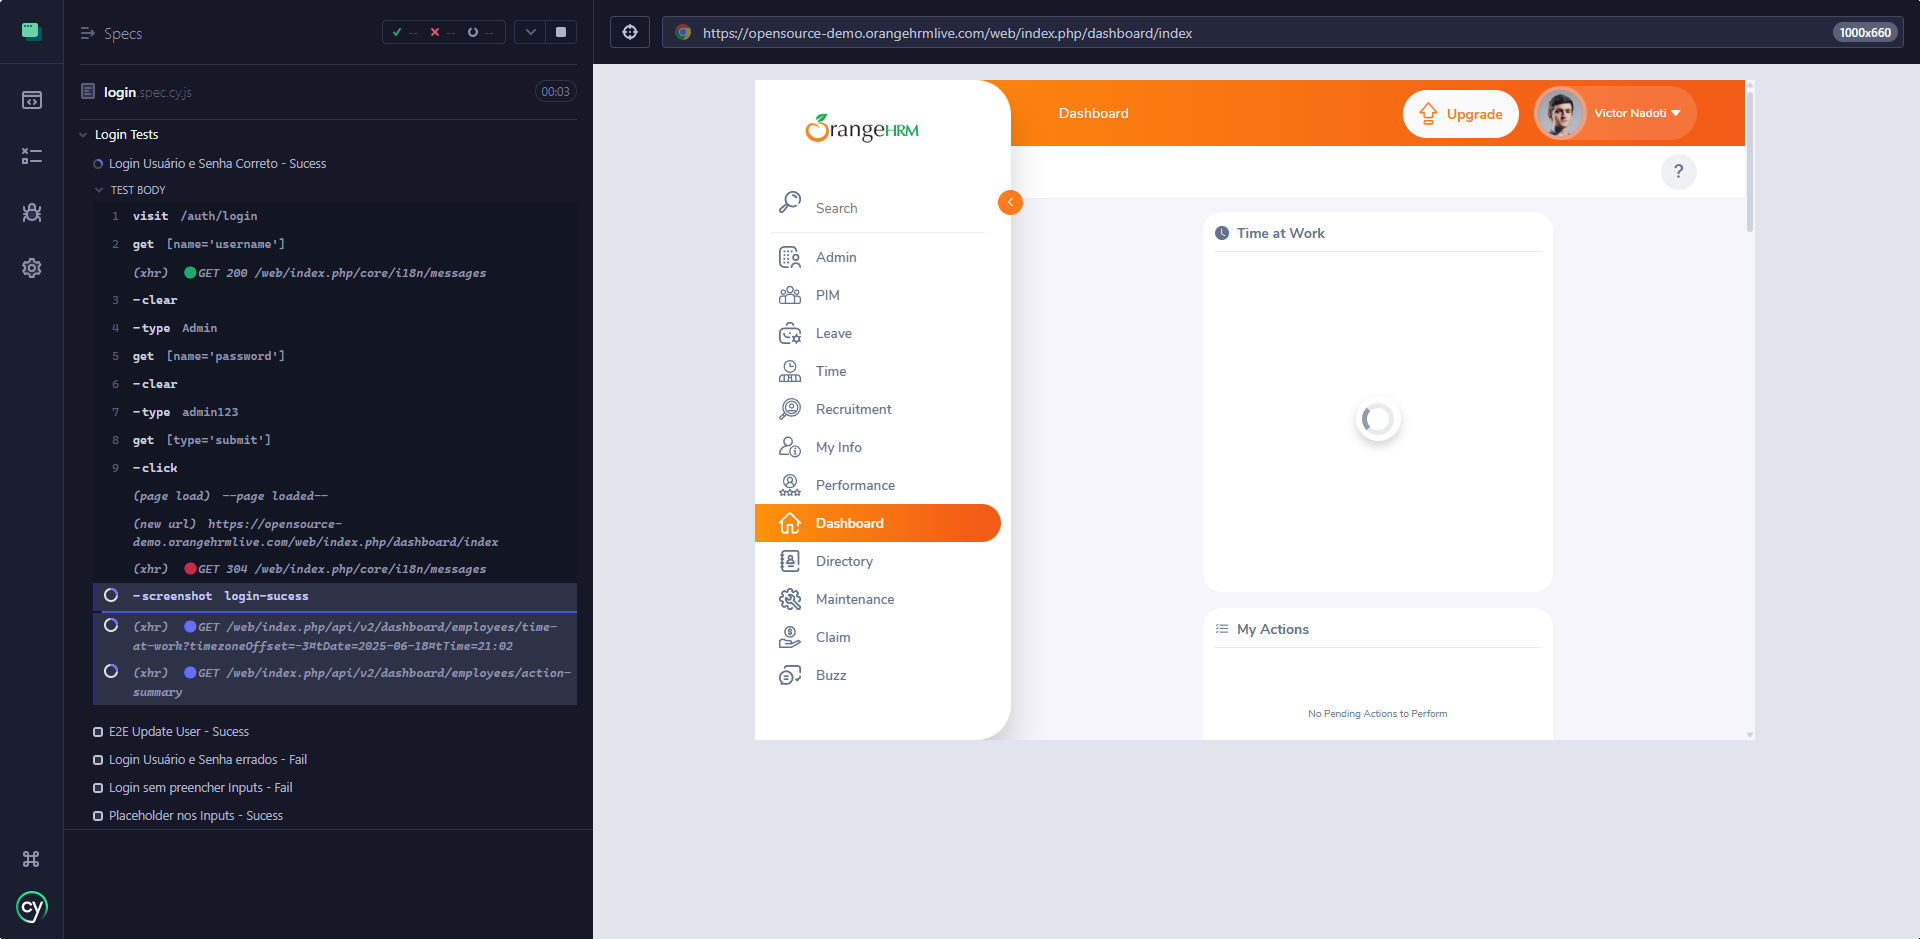 Specs
-- -- --
login.spec.cy.js
00:03
Login Tests
Login Usuário e Senha Correto - Sucess
TEST BODY
1 visit /auth/login
2 get [name='username']
(xhr) GET 200 /web/index.php/core/i18n/messages
3 -clear
4 -type Admin
5 get [name='password']
6 -clear
7 -type admin123
8 get [type='submit']
9 -click
(page load) --page loaded--
(new url) https://opensource-
demo.orangehrmlive.com/web/index.php/dashboard/index
(xhr) GET 304 /web/index.php/core/i18n/messages
-screenshot login-sucess
(xhr) GET /web/index.php/api/v2/dashboard/employees/time-
at-work?timezoneOffset=-3¤tDate=2025-06-18¤tTime=21:02
(xhr) GET /web/index.php/api/v2/dashboard/employees/action-
summary
E2E Update User - Sucess
Login Usuário e Senha errados - Fail
Login sem preencher Inputs - Fail
Placeholder nos Inputs - Sucess
cy
https://opensource-demo.orangehrmlive.com/web/index.php/dashboard/index
1000x660
OrangeHRM
Search
Admin
PIM
Leave
Time
Recruitment
My Info
Performance
Dashboard
Directory
Maintenance
Claim
Buzz
Dashboard
Upgrade
Victor Nadoti
?
Time at Work
My Actions
No Pending Actions to Perform